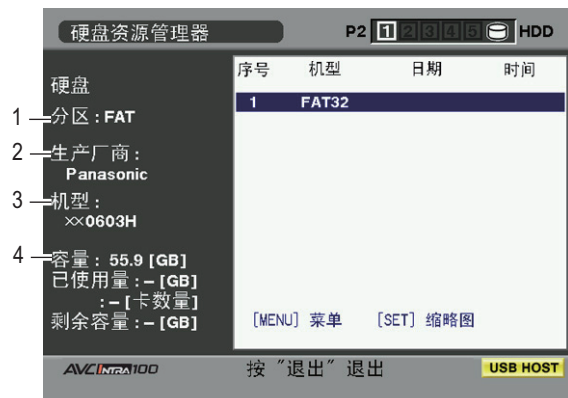 硬盘资源管理器 P2 1 2 3 4 5 HDD
硬盘
1 分区 : FAT
2 生产厂商 :
Panasonic
3 机型 :
××0603H
4 容量 : 55.9 [GB]
已使用量 : – [GB]
: – [卡数量]
剩余容量 : – [GB]
序号 机型 日期 时间
1 FAT32
[MENU] 菜单 [SET] 缩略图
AVC INTRA 100 按 "退出" 退出 USB HOST